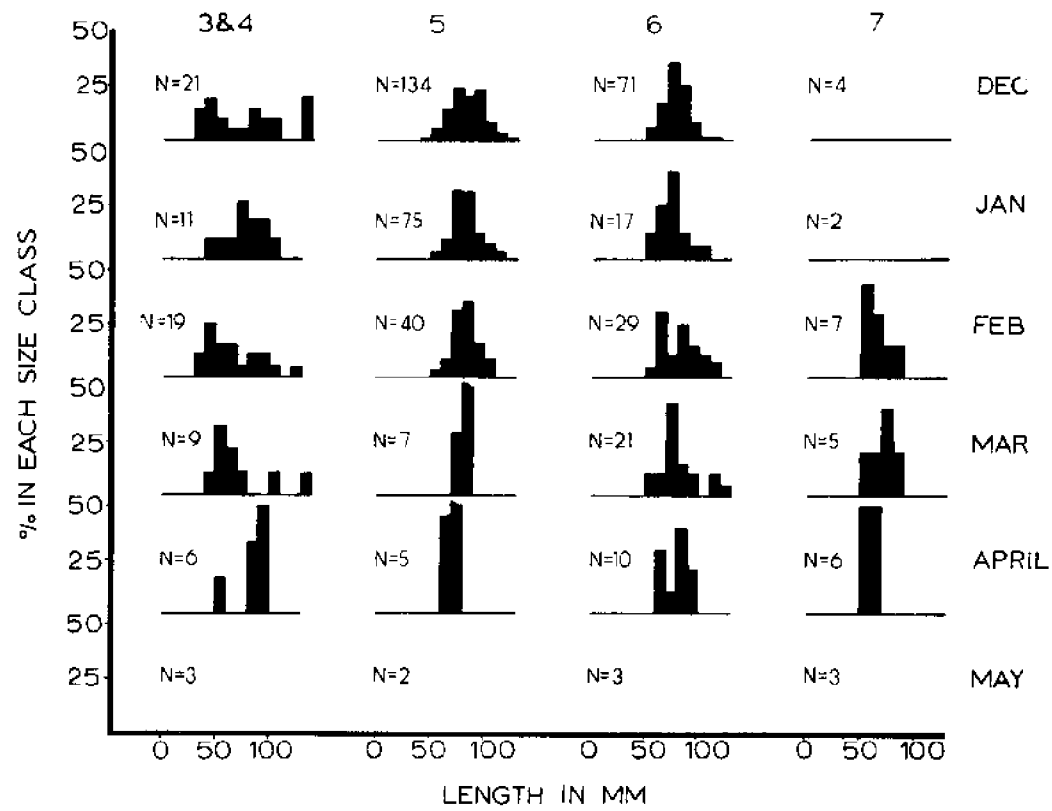 3&4 5 6 7
50
25 N=21 N=134 N=71 N=4 DEC
50
25 N=11 N=75 N=17 N=2 JAN
50
25 N=19 N=40 N=29 N=7 FEB
50
25 N=9 N=7 N=21 N=5 MAR
50
25 N=6 N=5 N=10 N=6 APRIL
50
25 N=3 N=2 N=3 N=3 MAY
0 50 100 0 50 100 0 50 100 0 50 100
LENGTH IN MM
% IN EACH SIZE CLASS